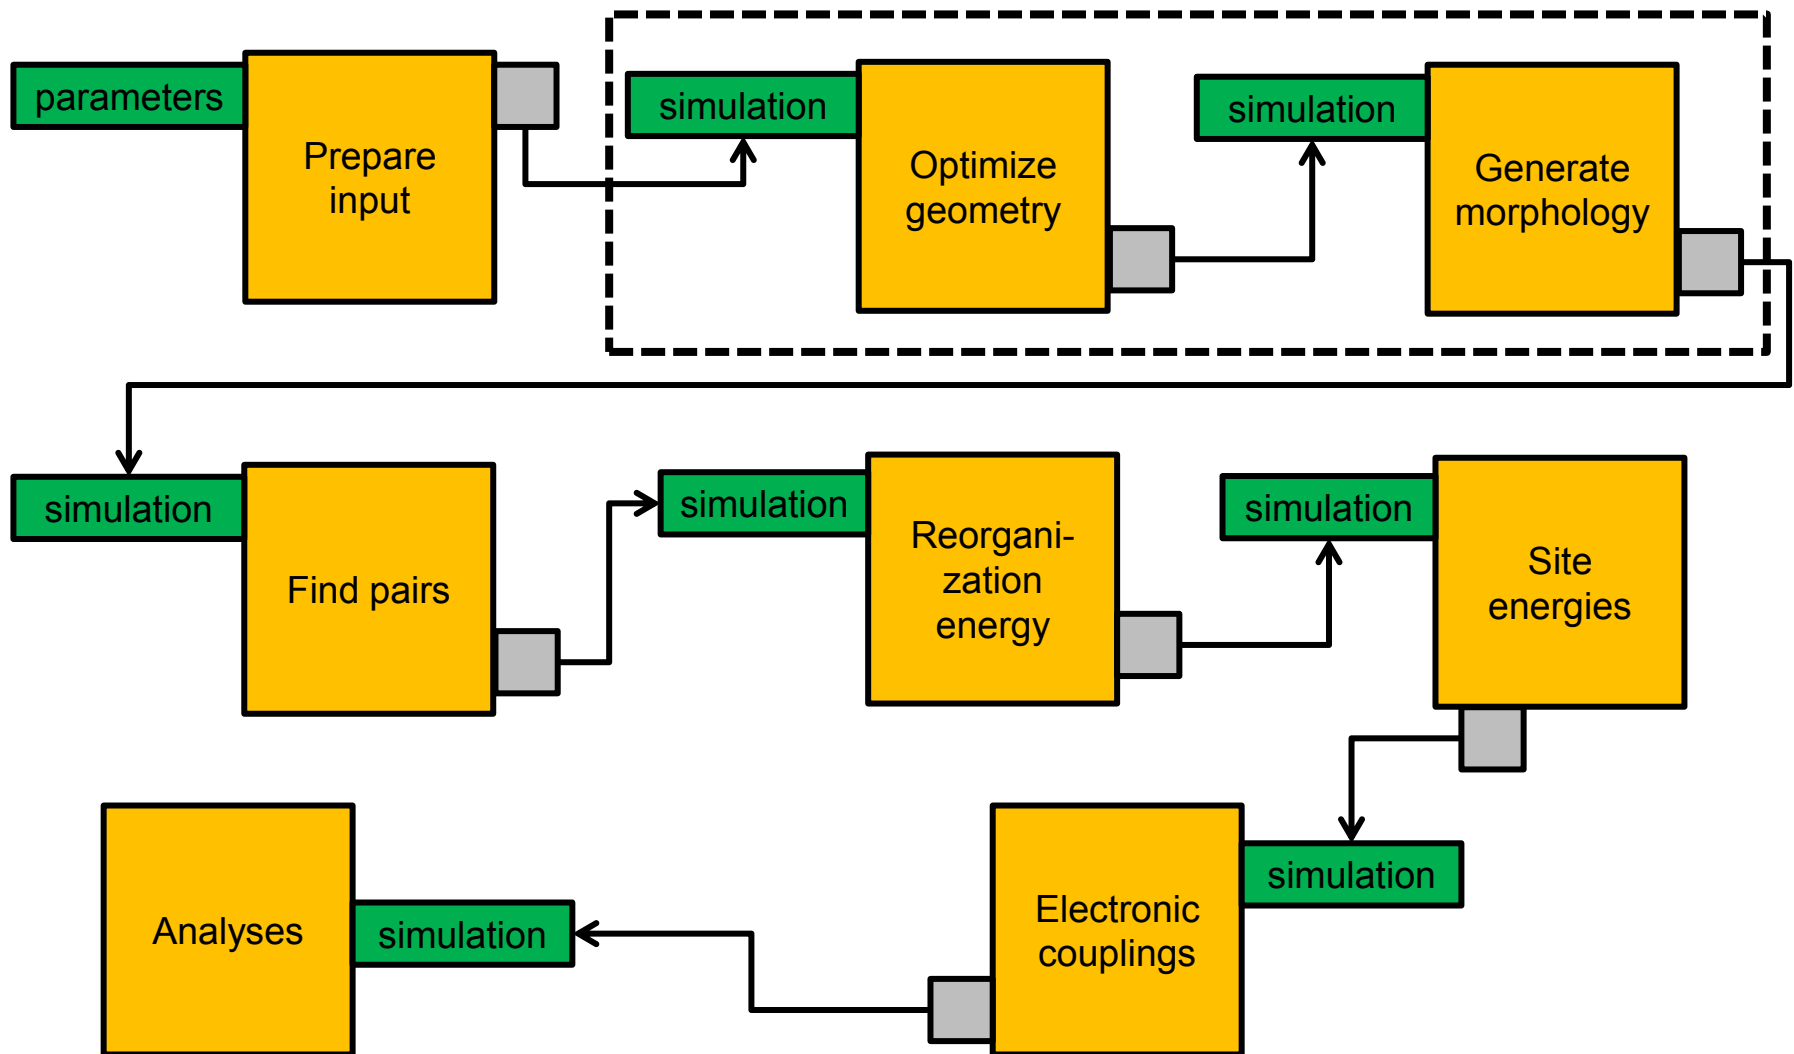 parameters
Prepare
input
simulation
Optimize
geometry
simulation
Generate
morphology
simulation
Find pairs
simulation
Reorgani-
zation
energy
simulation
Site
energies
Analyses
simulation
Electronic
couplings
simulation